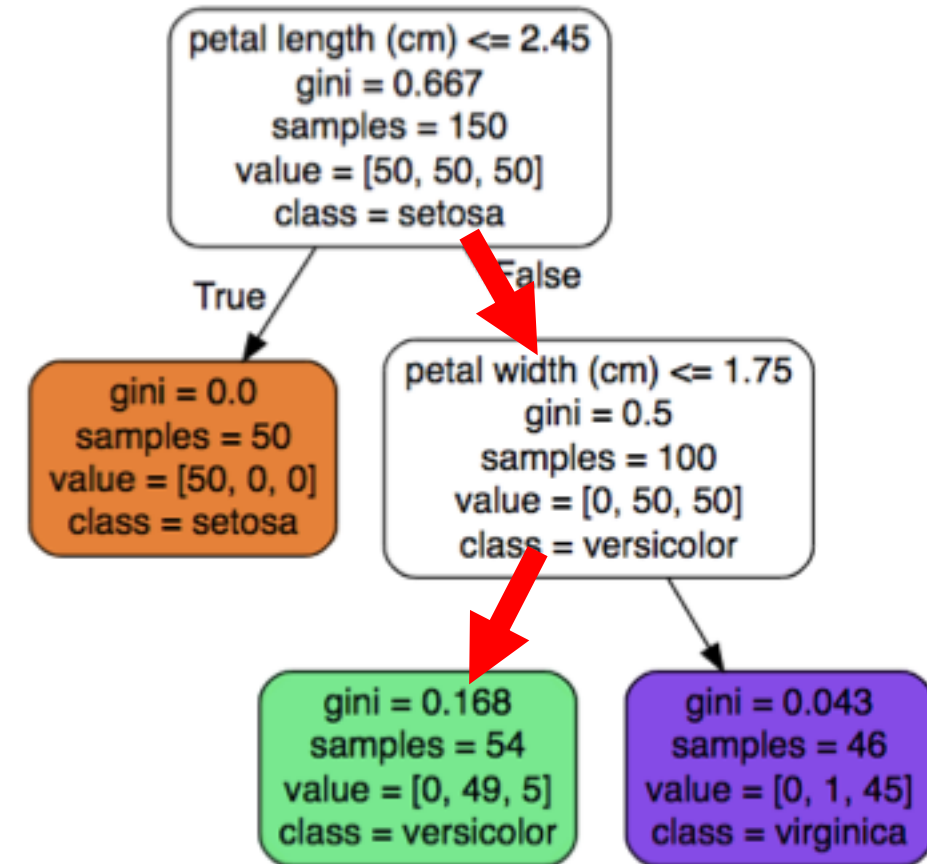 petal length (cm) <= 2.45
gini = 0.667
samples = 150
value = [50, 50, 50]
class = setosa
True
False
gini = 0.0
samples = 50
value = [50, 0, 0]
class = setosa
petal width (cm) <= 1.75
gini = 0.5
samples = 100
value = [0, 50, 50]
class = versicolor
gini = 0.168
samples = 54
value = [0, 49, 5]
class = versicolor
gini = 0.043
samples = 46
value = [0, 1, 45]
class = virginica